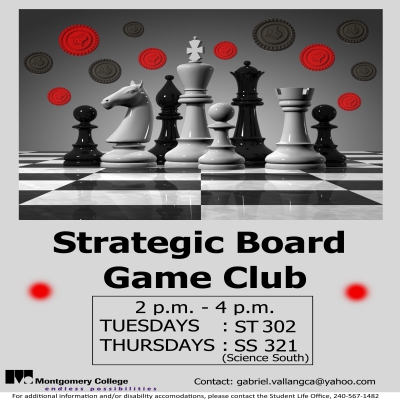 Strategic Board
Game Club
2 p.m. - 4 p.m.
TUESDAYS : ST 302
THURSDAYS : SS 321
(Science South)
Montgomery College
endless possibilities
Contact: gabriel.vallangca@yahoo.com
For additional information and/or disability accomodations, please contact the Student Life Office, 240-567-1482